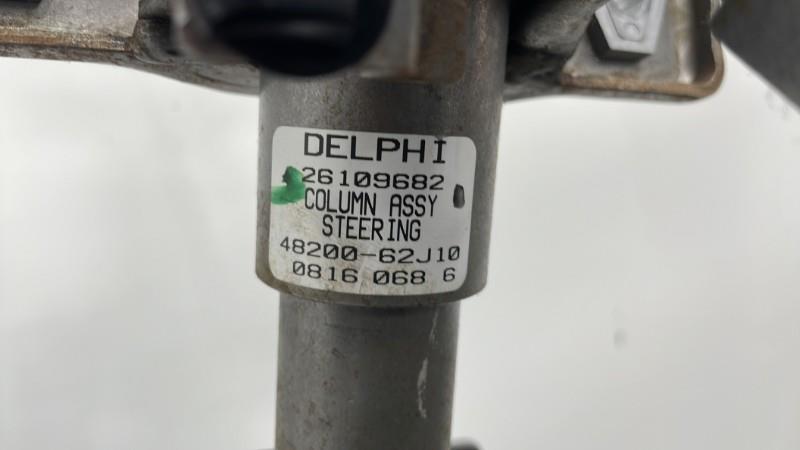 DELPHI
26109682
COLUMN ASSY
STEERING
48200-62J10
0816 068 6